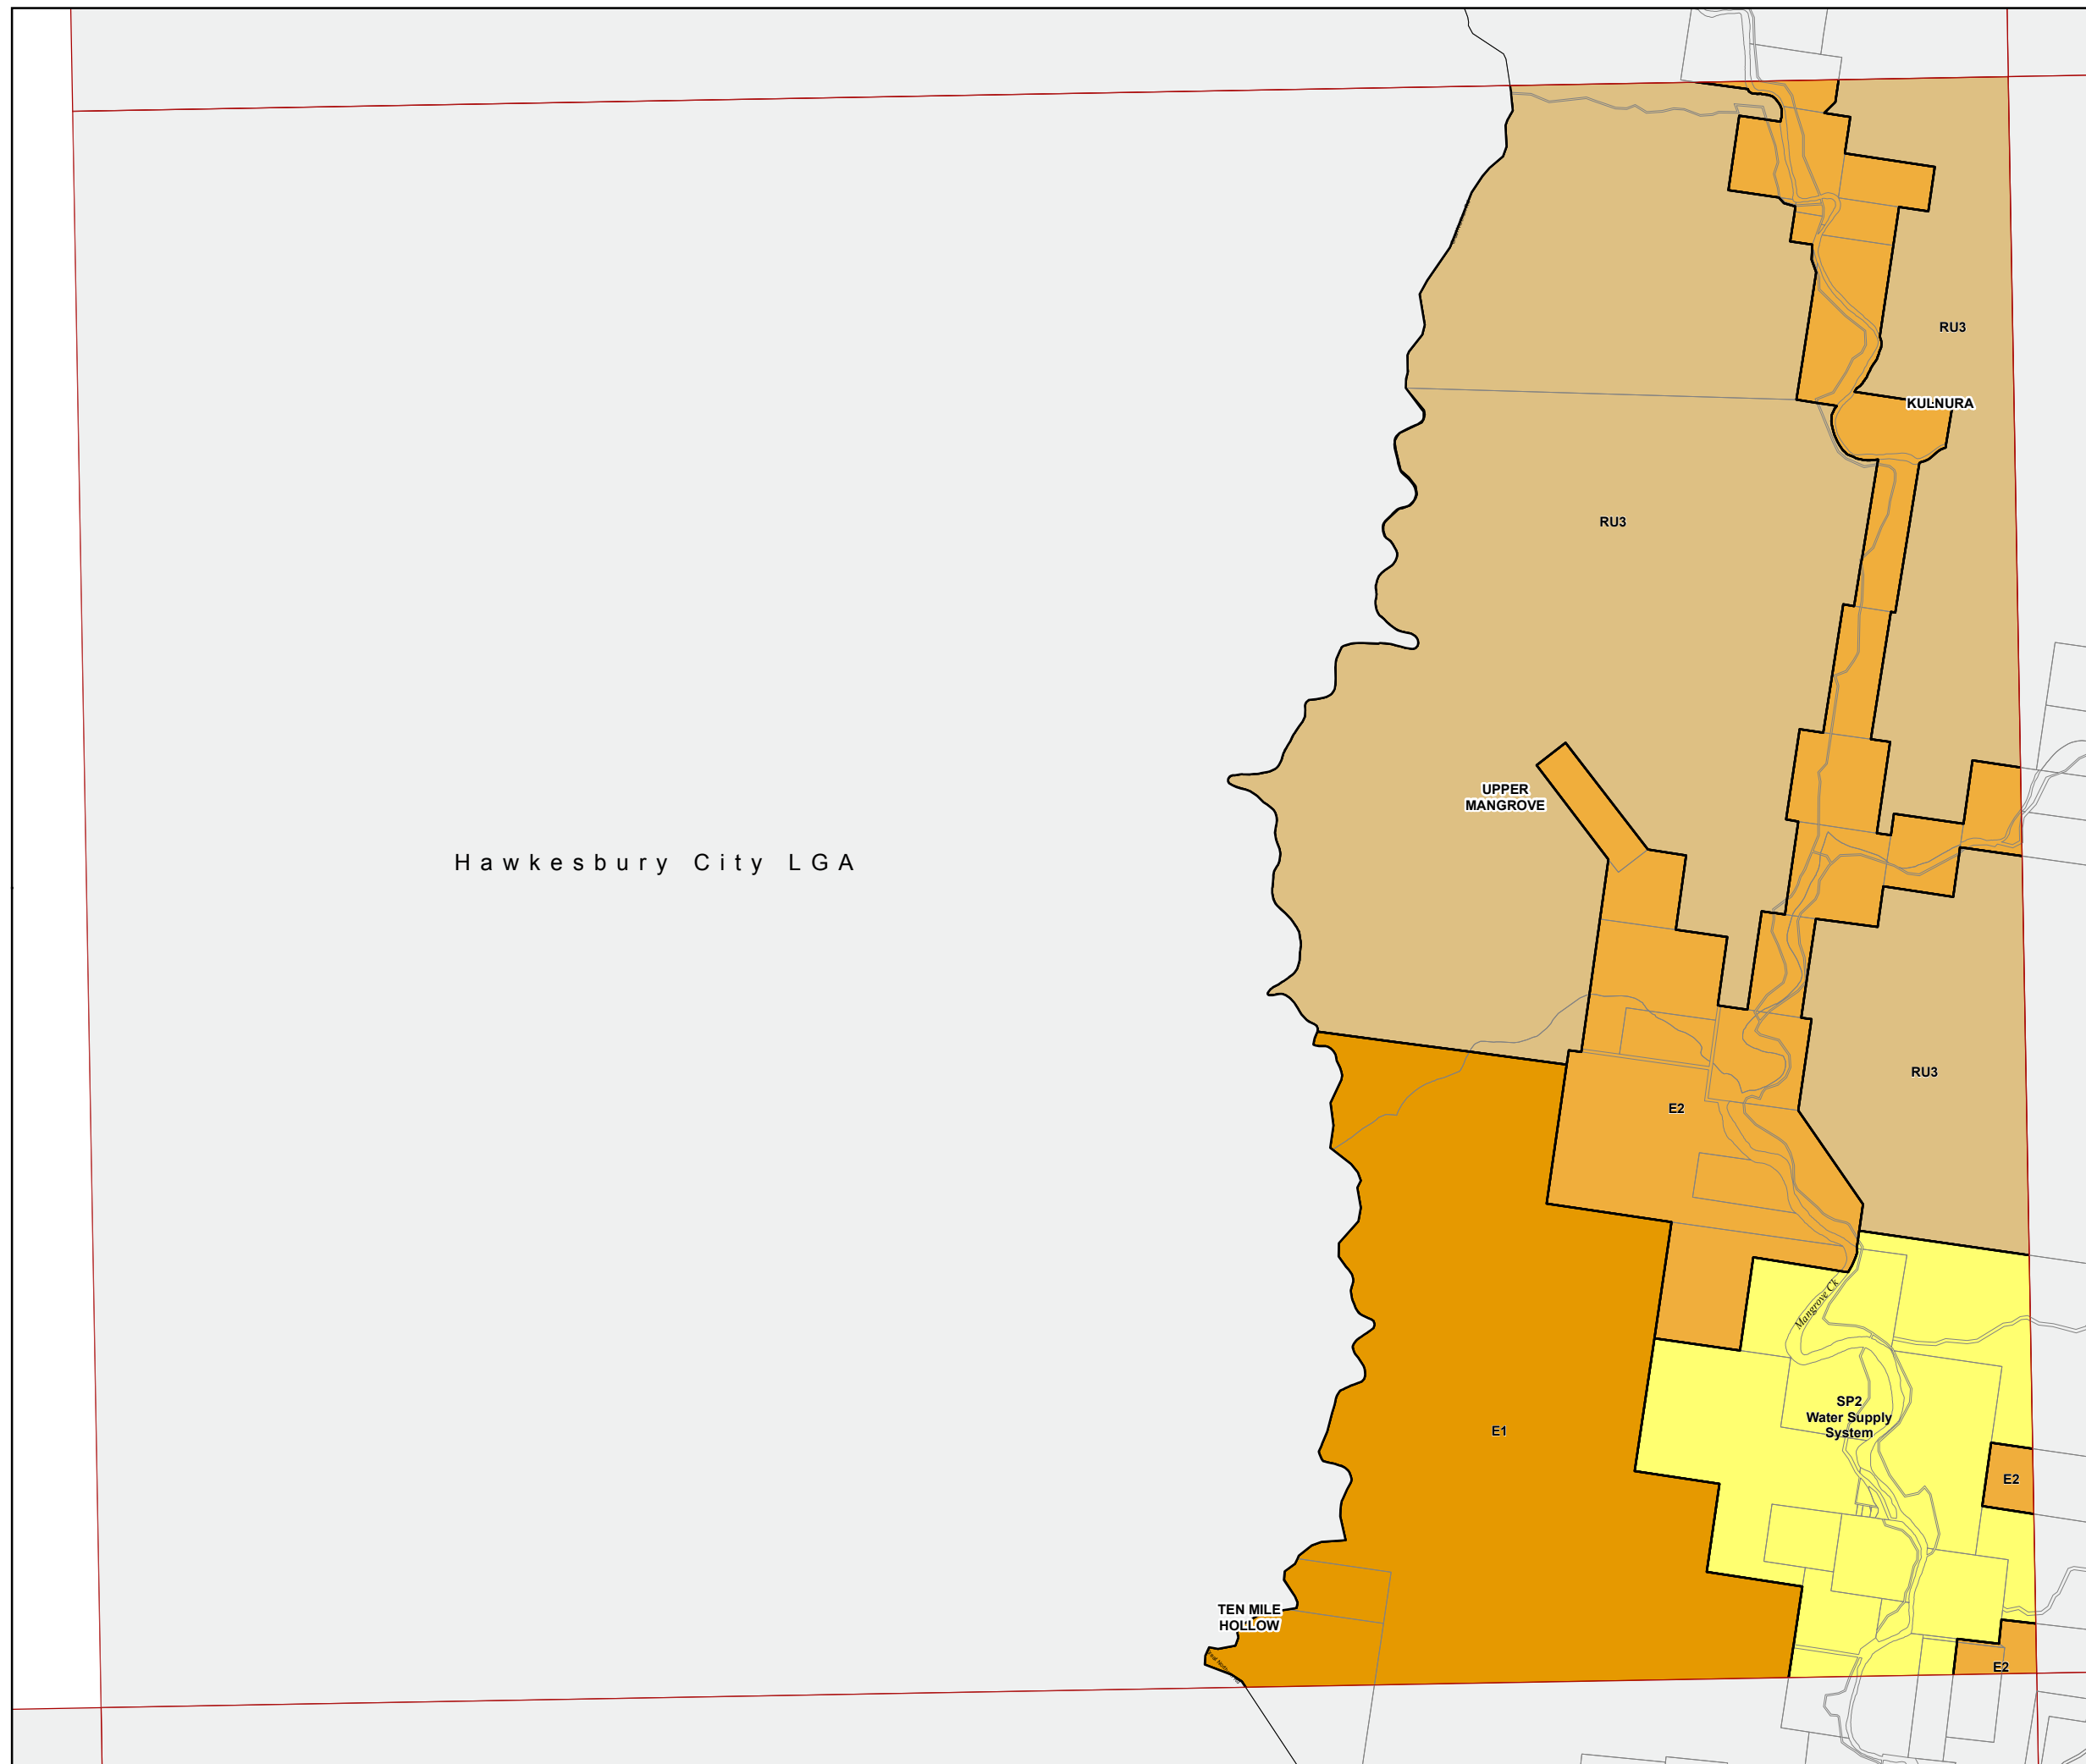 RU3
KULNURA
RU3
UPPER
MANGROVE
Hawkesbury City LGA
RU3
E2
Mangrove Ck
SP2
Water Supply
System
E1
E2
TEN MILE
HOLLOW
E2